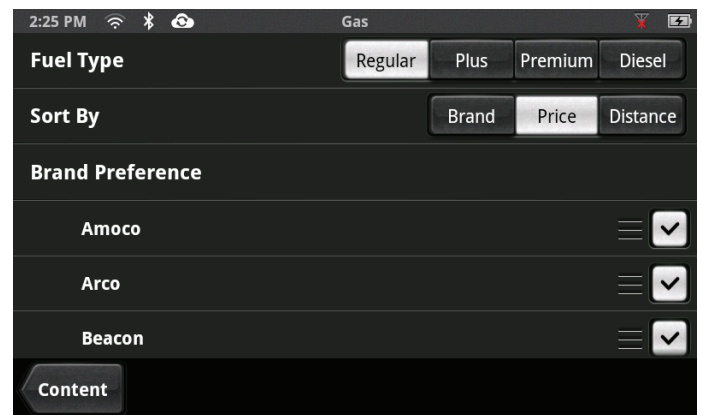 2:25 PM Gas
Fuel Type Regular Plus Premium Diesel
Sort By Brand Price Distance
Brand Preference
Amoco
Arco
Beacon
Content